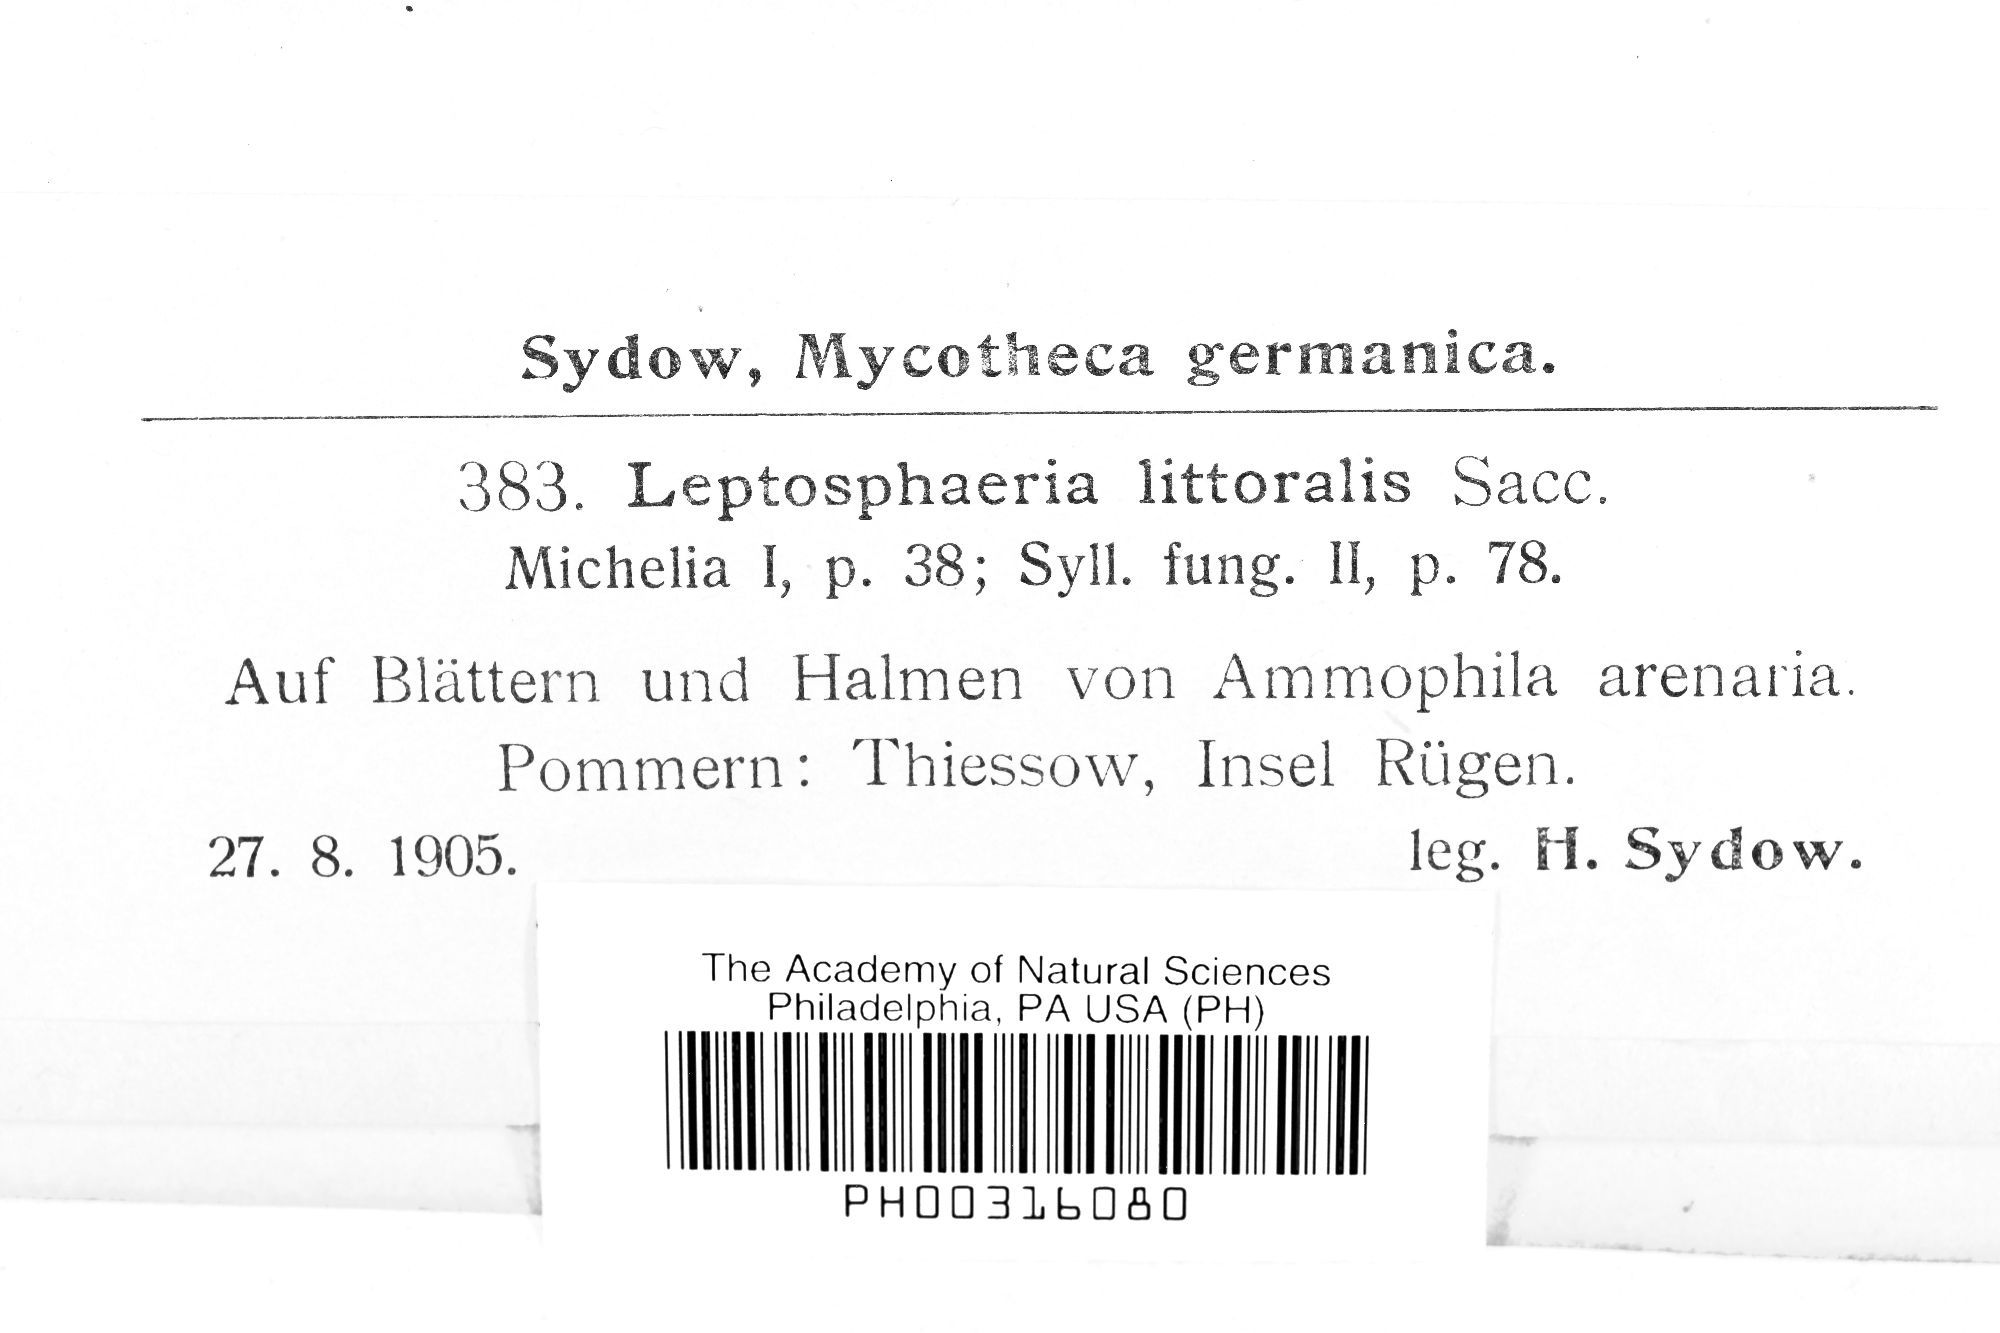 Sydow, Mycotheca germanica.
383. Leptosphaeria littoralis Sacc.
Michelia I, p. 38; Syll. fung. II, p. 78.
Auf Blättern und Halmen von Ammophila arenaria.
Pommern: Thiessow, Insel Rügen.
27. 8. 1905. leg. H. Sydow.
The Academy of Natural Sciences
Philadelphia, PA USA (PH)
PH00316080